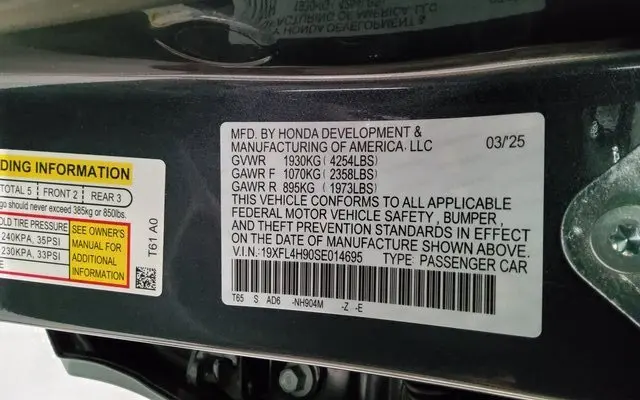 DING INFORMATION
TOTAL 5 FRONT 2 REAR 3
go should never exceed 385kg or 850lbs.
OLD TIRE PRESSURE
240KPA, 35PSI
230KPA, 33PSI
SEE OWNER'S
MANUAL FOR
ADDITIONAL
INFORMATION
T61 A0
MFD. BY HONDA DEVELOPMENT &
MANUFACTURING OF AMERICA, LLC 03/'25
GVWR 1930KG ( 4254LBS)
GAWR F 1070KG ( 2358LBS)
GAWR R 895KG ( 1973LBS)
THIS VEHICLE CONFORMS TO ALL APPLICABLE
FEDERAL MOTOR VEHICLE SAFETY , BUMPER ,
AND THEFT PREVENTION STANDARDS IN EFFECT
ON THE DATE OF MANUFACTURE SHOWN ABOVE.
V.I.N.:19XFL4H90SE014695 TYPE: PASSENGER CAR
T65 S AD6 -NH904M -Z -E